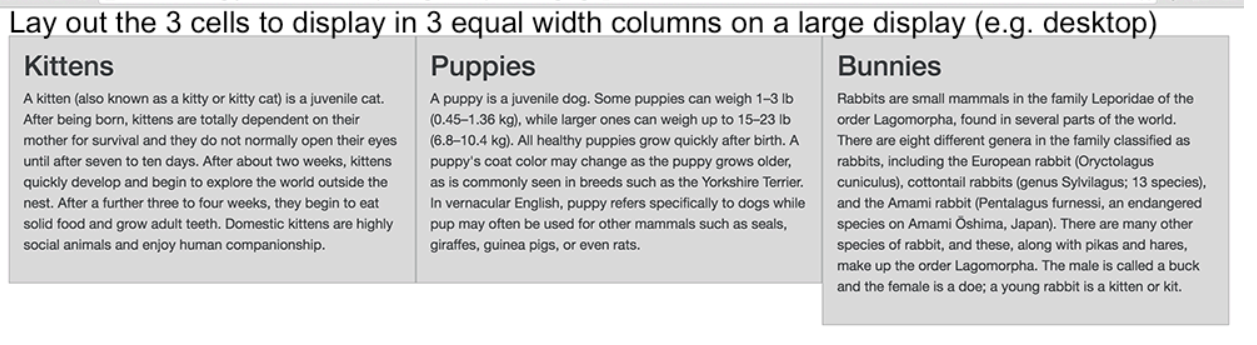 Lay out the 3 cells to display in 3 equal width columns on a large display (e.g. desktop)
Kittens
A kitten (also known as a kitty or kitty cat) is a juvenile cat.
After being born, kittens are totally dependent on their
mother for survival and they do not normally open their eyes
until after seven to ten days. After about two weeks, kittens
quickly develop and begin to explore the world outside the
nest. After a further three to four weeks, they begin to eat
solid food and grow adult teeth. Domestic kittens are highly
social animals and enjoy human companionship.
Puppies
A puppy is a juvenile dog. Some puppies can weigh 1–3 lb
(0.45–1.36 kg), while larger ones can weigh up to 15–23 lb
(6.8–10.4 kg). All healthy puppies grow quickly after birth. A
puppy's coat color may change as the puppy grows older,
as is commonly seen in breeds such as the Yorkshire Terrier.
In vernacular English, puppy refers specifically to dogs while
pup may often be used for other mammals such as seals,
giraffes, guinea pigs, or even rats.
Bunnies
Rabbits are small mammals in the family Leporidae of the
order Lagomorpha, found in several parts of the world.
There are eight different genera in the family classified as
rabbits, including the European rabbit (Oryctolagus
cuniculus), cottontail rabbits (genus Sylvilagus; 13 species),
and the Amami rabbit (Pentalagus furnessi, an endangered
species on Amami Ōshima, Japan). There are many other
species of rabbit, and these, along with pikas and hares,
make up the order Lagomorpha. The male is called a buck
and the female is a doe; a young rabbit is a kitten or kit.